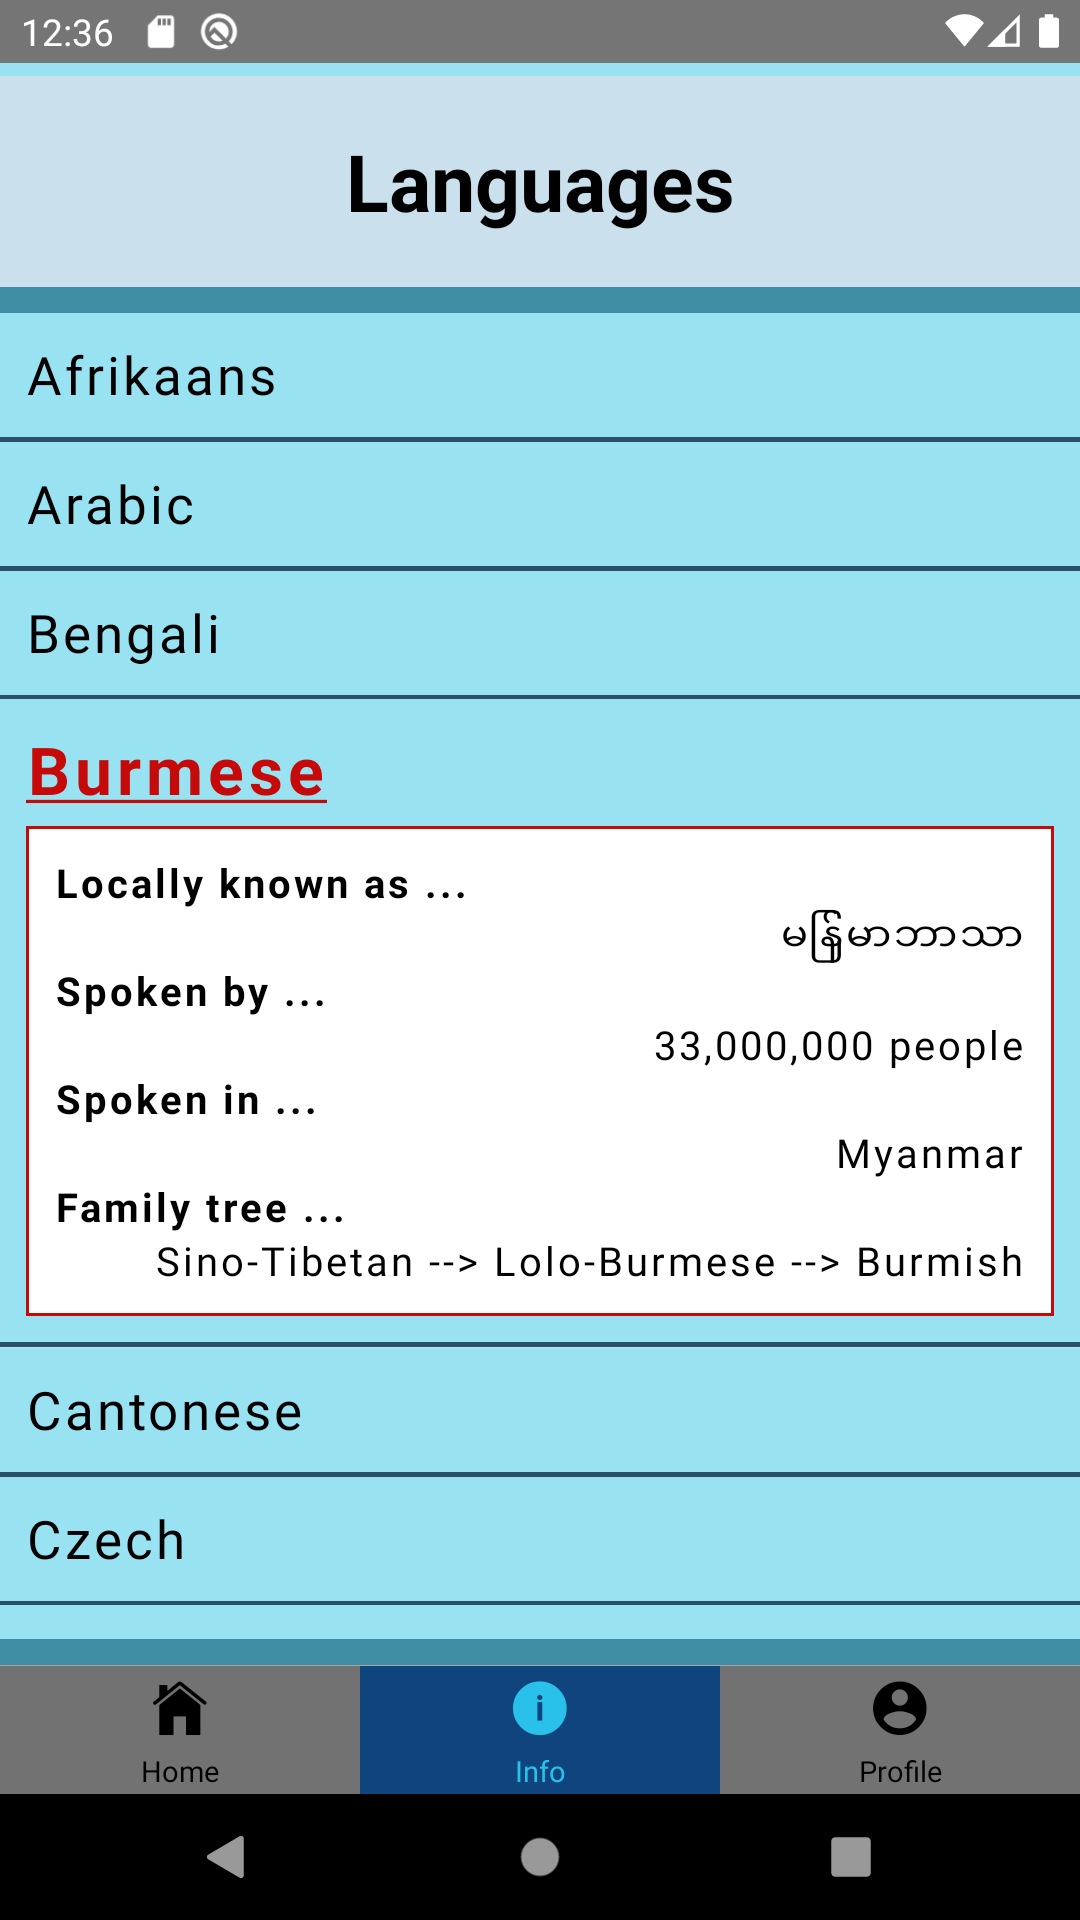 12:36
Languages
Afrikaans
Arabic
Bengali
Burmese
Locally known as ...
မြန်မာဘာသာ
Spoken by ...
33,000,000 people
Spoken in ...
Myanmar
Family tree ...
Sino-Tibetan --> Lolo-Burmese --> Burmish
Cantonese
Czech
Home
Info
Profile